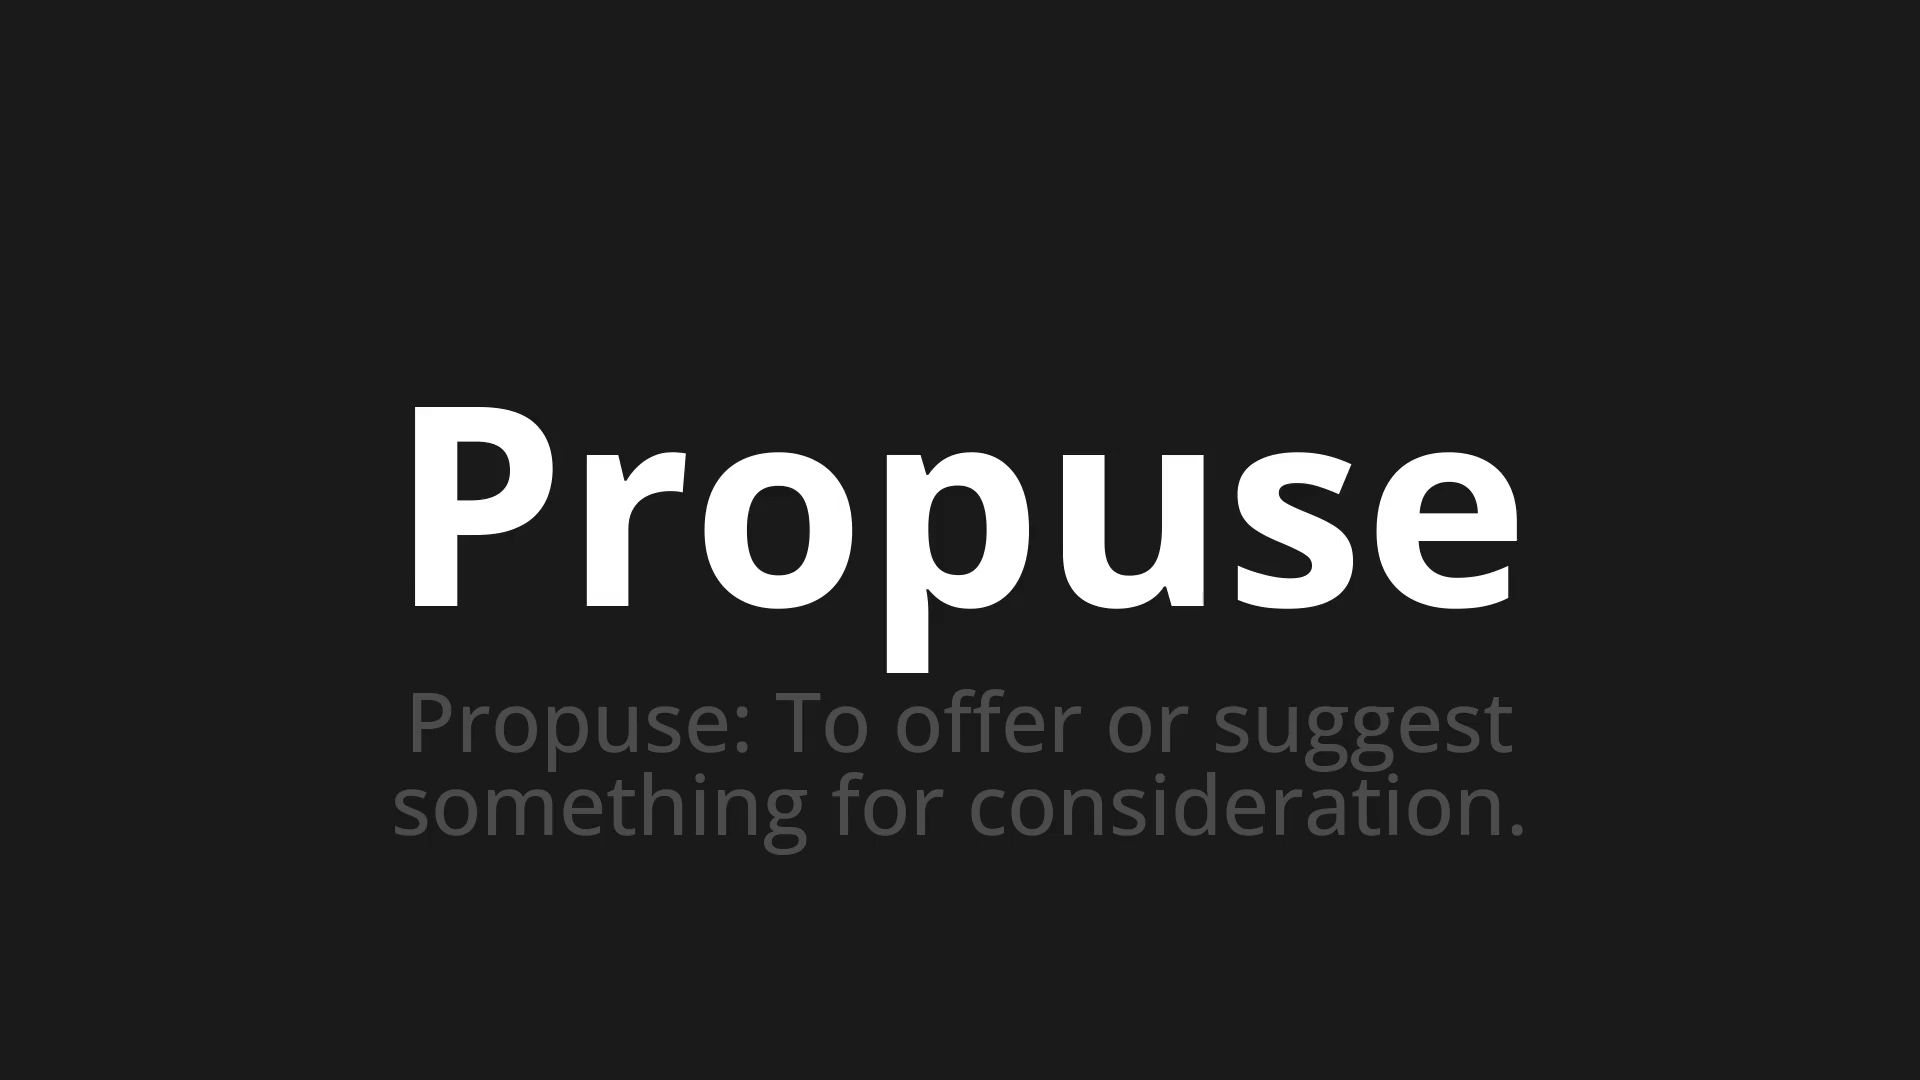 Propuse
Propuse: To offer or suggest
something for consideration.